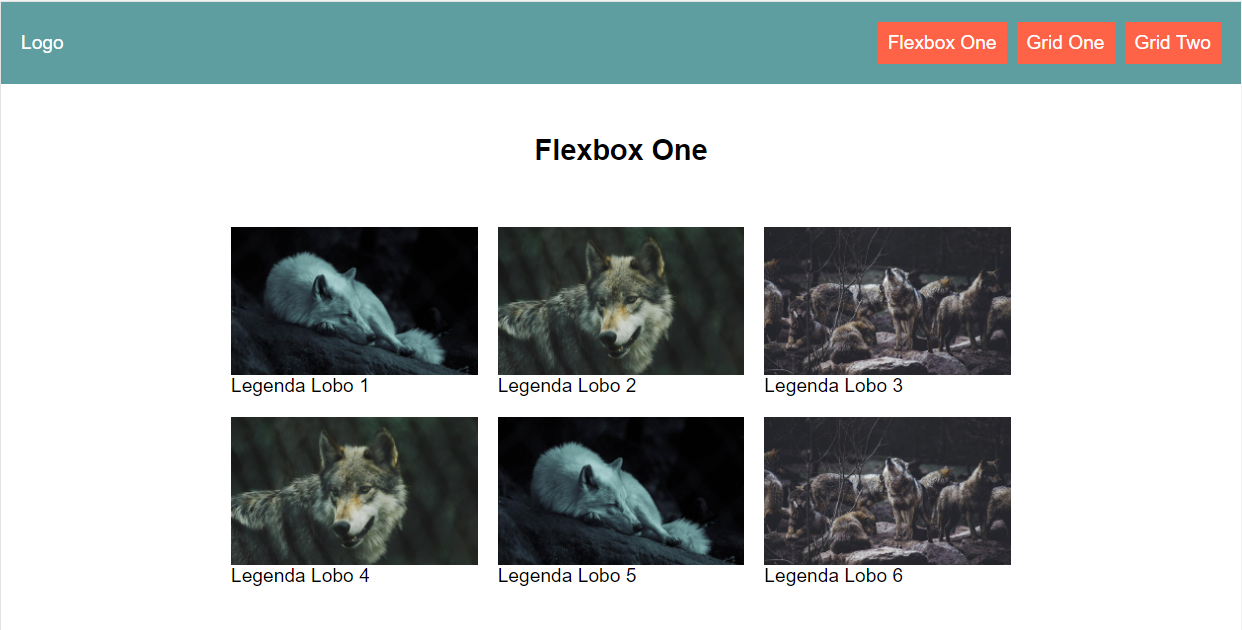 Logo
Flexbox One
Grid One
Grid Two
Flexbox One
Legenda Lobo 1
Legenda Lobo 2
Legenda Lobo 3
Legenda Lobo 4
Legenda Lobo 5
Legenda Lobo 6